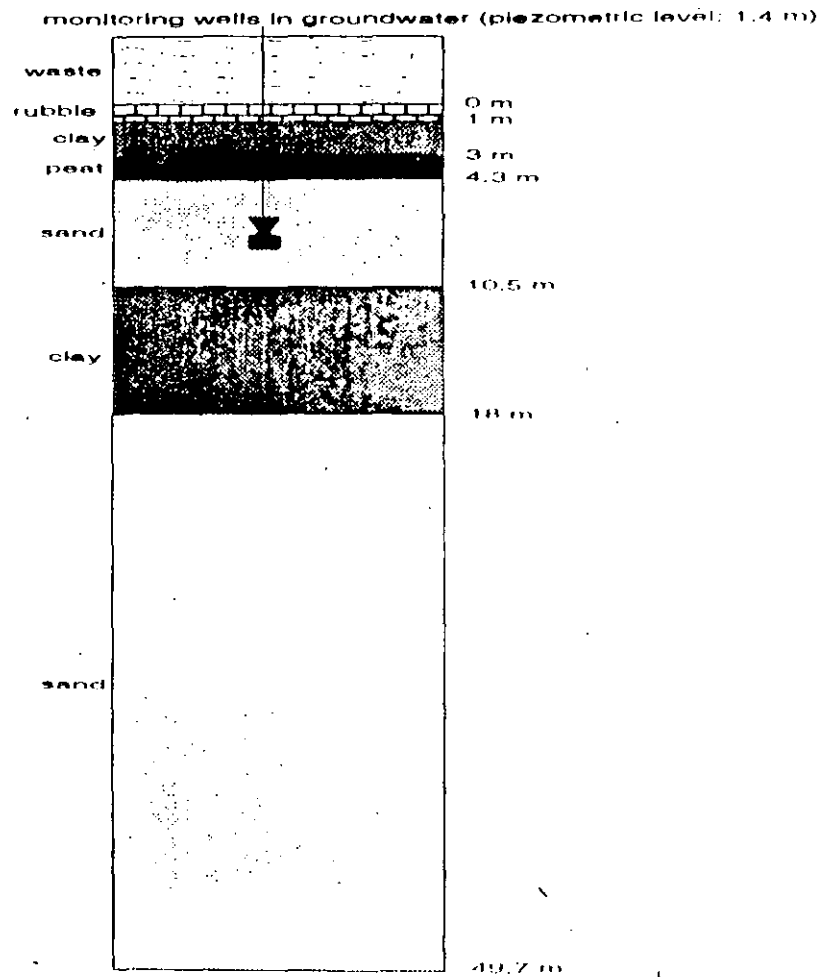 monitoring wells in groundwater (piezometric level: 1.4 m)
waste
0 m
rubble
1 m
clay
3 m
peat
4.3 m
sand
10.5 m
clay
18 m
sand
49.7 m